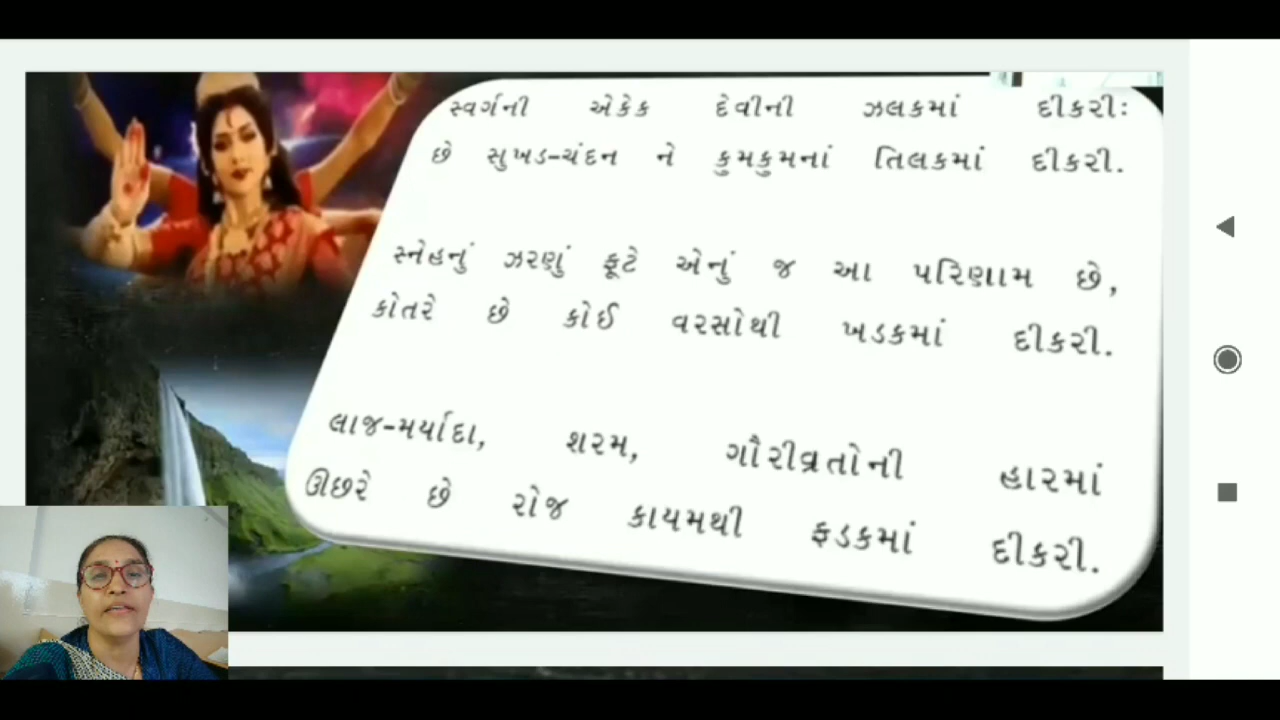 સ્વર્ગની એકેક દેવીની ઝલકમાં દીકરીઃ
છે સુખડ-ચંદન ને કુમકુમનાં તિલકમાં દીકરી.
સ્નેહનું ઝરણું ફૂટે એનું જ આ પરિણામ છે,
કોતરે છે કોઈ વરસોથી ખડકમાં દીકરી.
લાજ-મર્યાદા, શરમ, ગૌરીવ્રતોની હારમાં
ઊછરે છે રોજ કાયમથી ફડકમાં દીકરી.